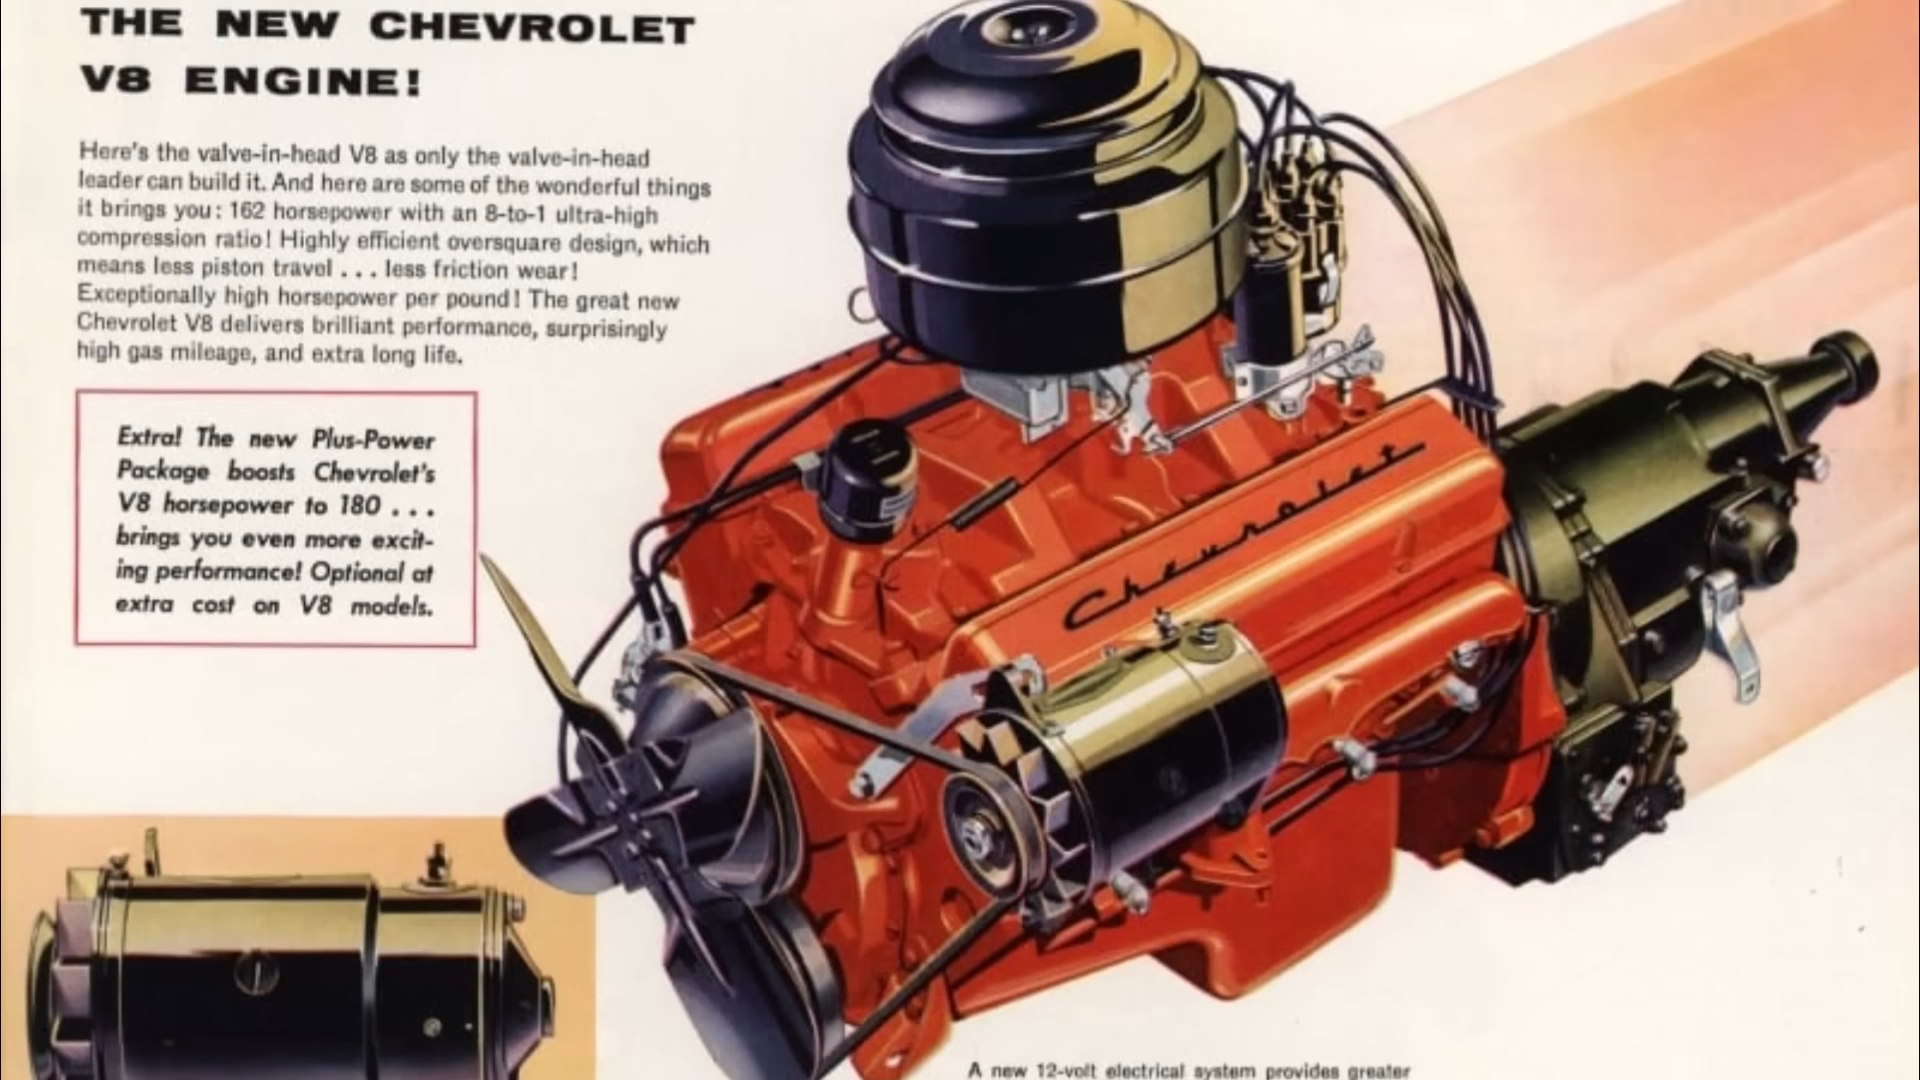 THE NEW CHEVROLET
V8 ENGINE!
Here's the valve-in-head V8 as only the valve-in-head
leader can build it. And here are some of the wonderful things
it brings you: 162 horsepower with an 8-to-1 ultra-high
compression ratio! Highly efficient oversquare design, which
means less piston travel . . . less friction wear!
Exceptionally high horsepower per pound! The great new
Chevrolet V8 delivers brilliant performance, surprisingly
high gas mileage, and extra long life.
Extra! The new Plus-Power
Package boosts Chevrolet's
V8 horsepower to 180 . . .
brings you even more excit-
ing performance! Optional at
extra cost on V8 models.
Chevrolet
A new 12-volt electrical system provides greater